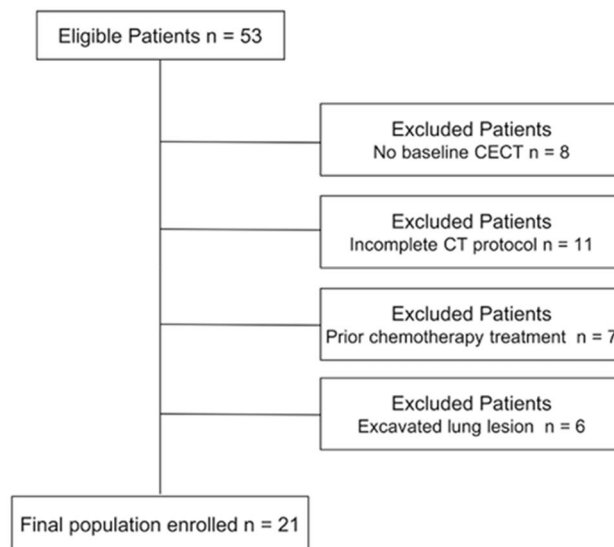 Eligible Patients n = 53
Excluded Patients
No baseline CECT n = 8
Excluded Patients
Incomplete CT protocol n = 11
Excluded Patients
Prior chemotherapy treatment n = 7
Excluded Patients
Excavated lung lesion n = 6
Final population enrolled n = 21